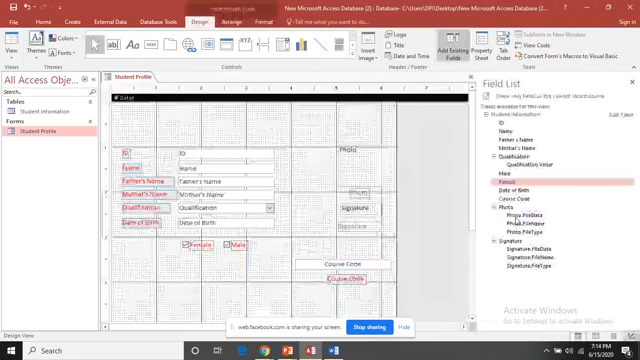 New Microsoft Access Database (2) : Database- C:\Users\DPI\Desktop\New Microsoft Access Database (2)
File Home Create External Data Database Tools Design Arrange Format Tell me what you want to do
Views Themes Controls Header / Footer Tools
Logo
Title
Date and Time
Add Existing Fields
Property Sheet
Tab Order
Subform in New Window
View Code
Convert Form's Macros to Visual Basic
All Access Obje...
Search...
Tables
Student Information
Forms
Student Profile
Student Profile
Detail
ID ID
Name Name
Father's Name Father's Name
Mother's Name Mother's Name
Qualification Qualification
Date of Birth Date of Birth
Female Male
Photo
Photo
Signature
Signature
Course Code
Course Code
Field List
Fields available for this view:
Student Information Edit Table
ID
Name
Father's Name
Mother's Name
Qualification
Qualification.Value
Male
Female
Date of Birth
Course Code
Photo
Photo.FileData
Photo.FileName
Photo.FileType
Signature
Signature.FileData
Signature.FileName
Signature.FileType
Activate Windows
Go to Settings to activate Windows.
web.facebook.com is sharing your screen. Stop sharing Hide
Design View
Search
7:14 PM
6/15/2020